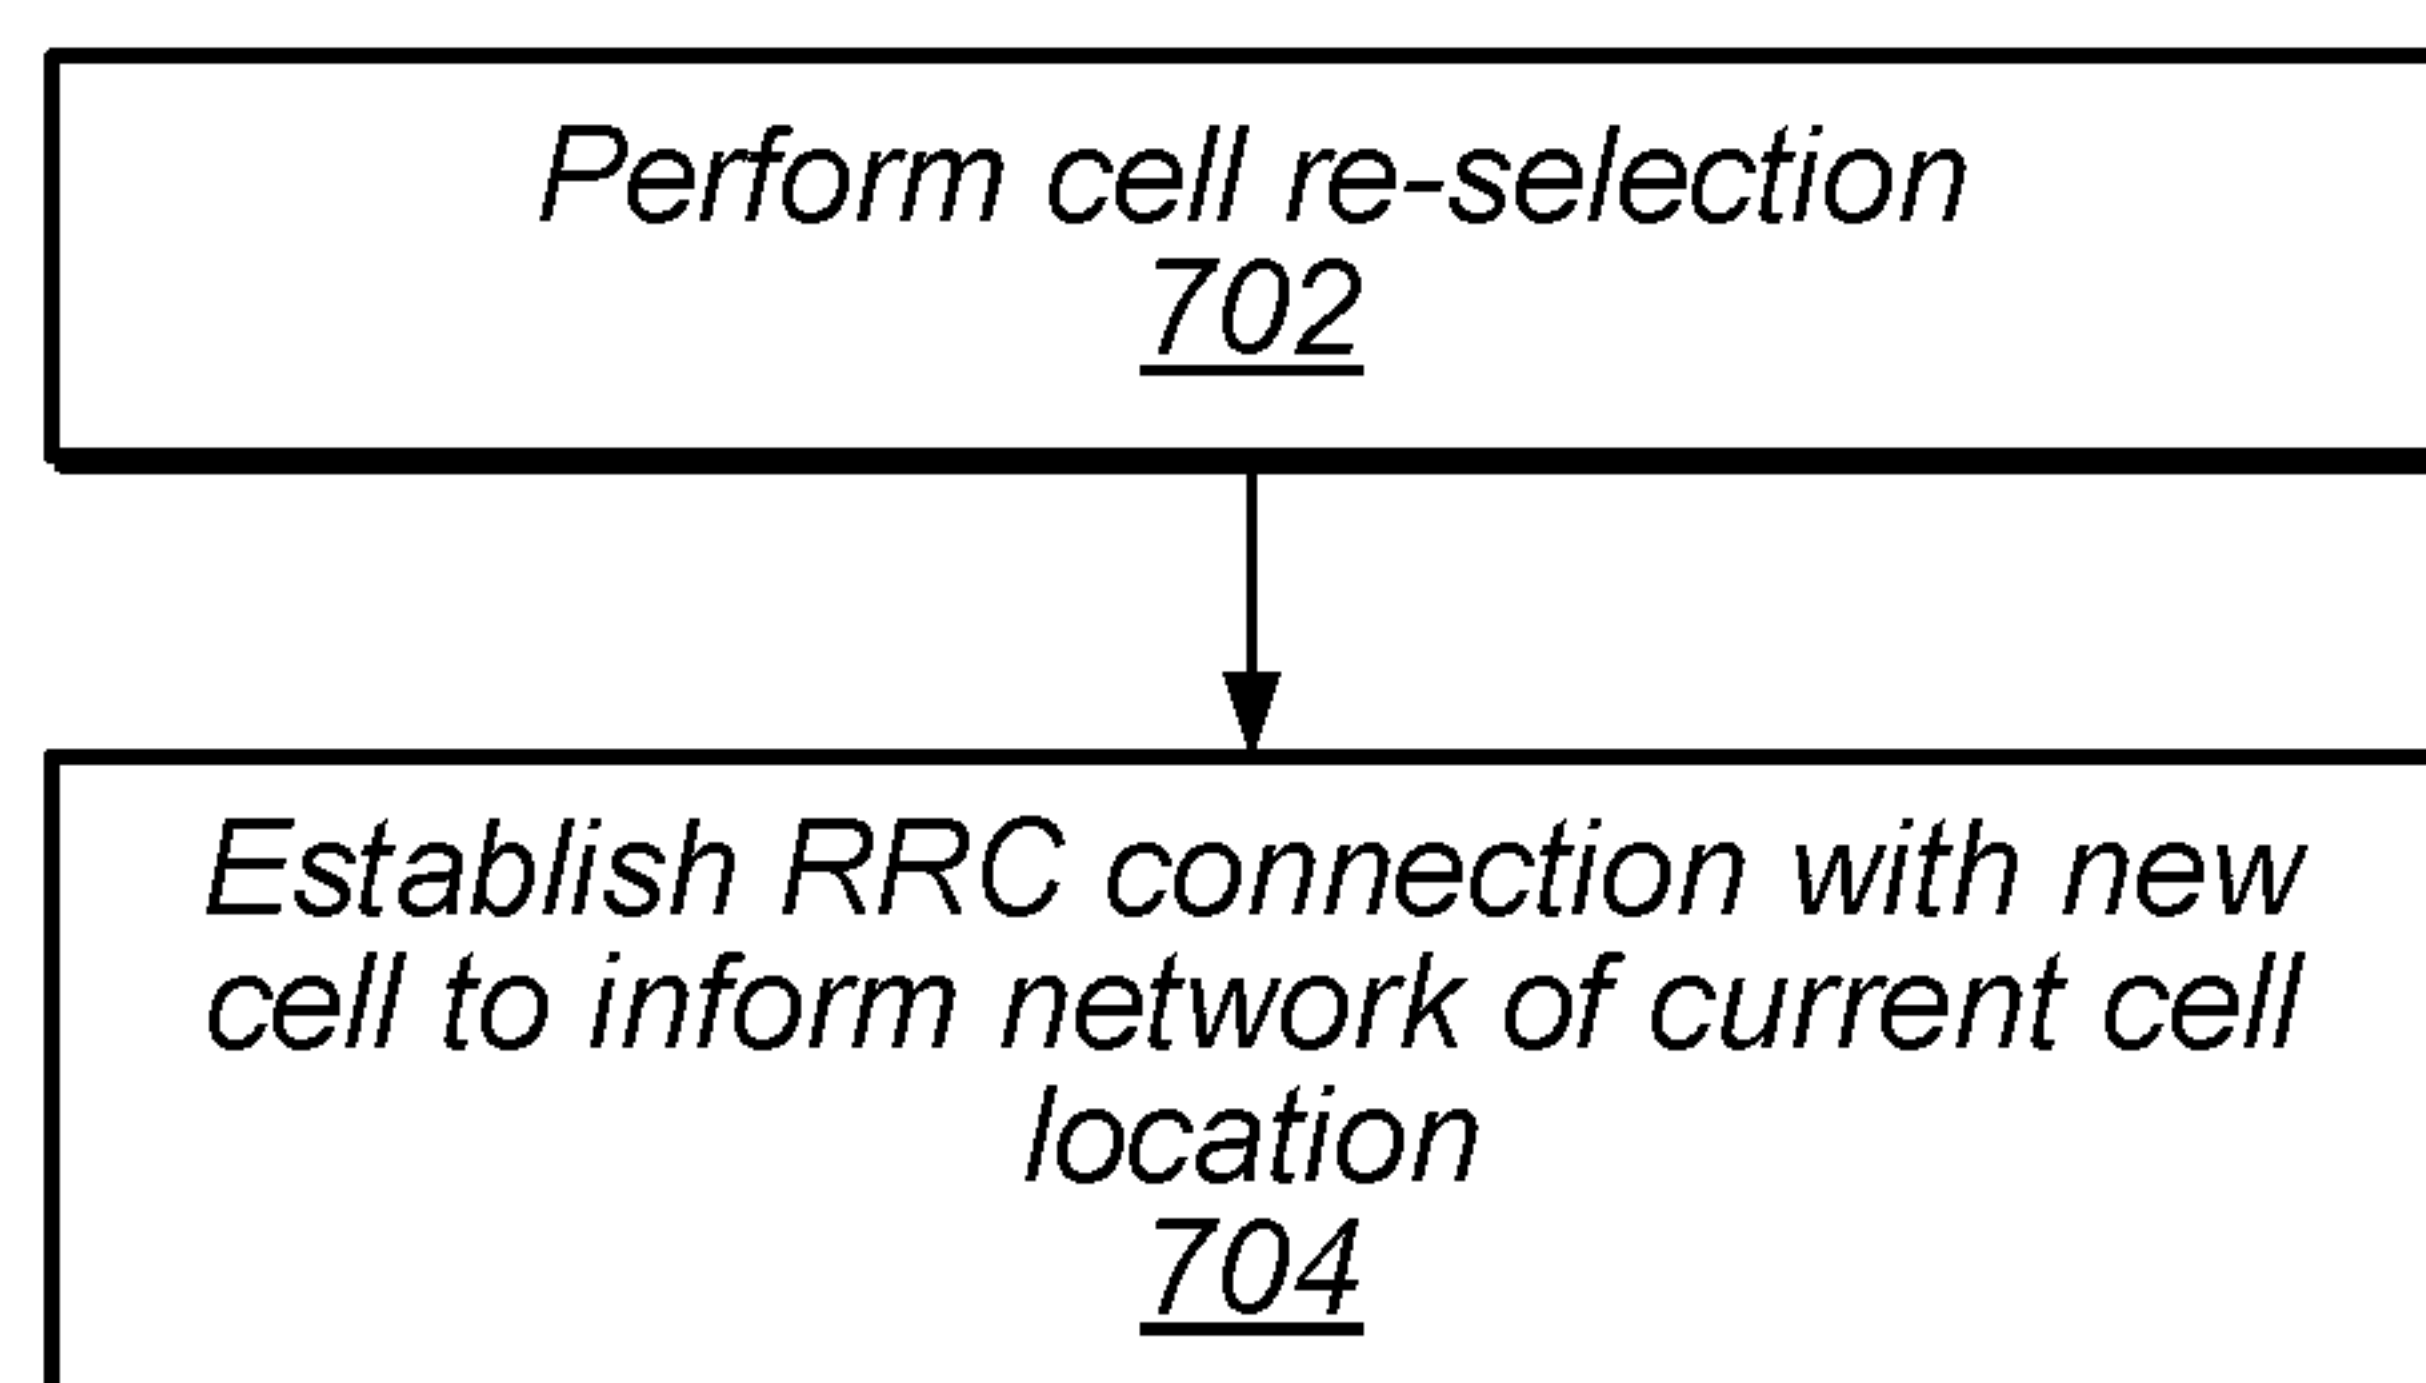 Perform cell re-selection
702
Establish RRC connection with new
cell to inform network of current cell
location
704